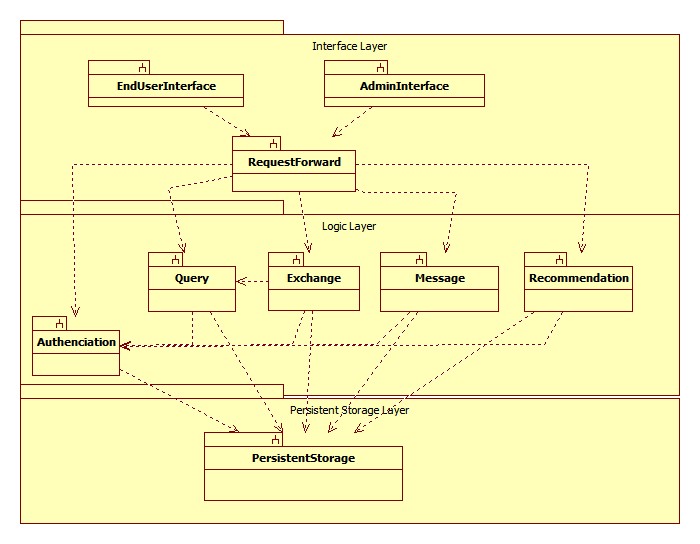 Interface Layer
EndUserInterface
AdminInterface
RequestForward
Logic Layer
Query
Exchange
Message
Recommendation
Authenciation
Persistent Storage Layer
PersistentStorage